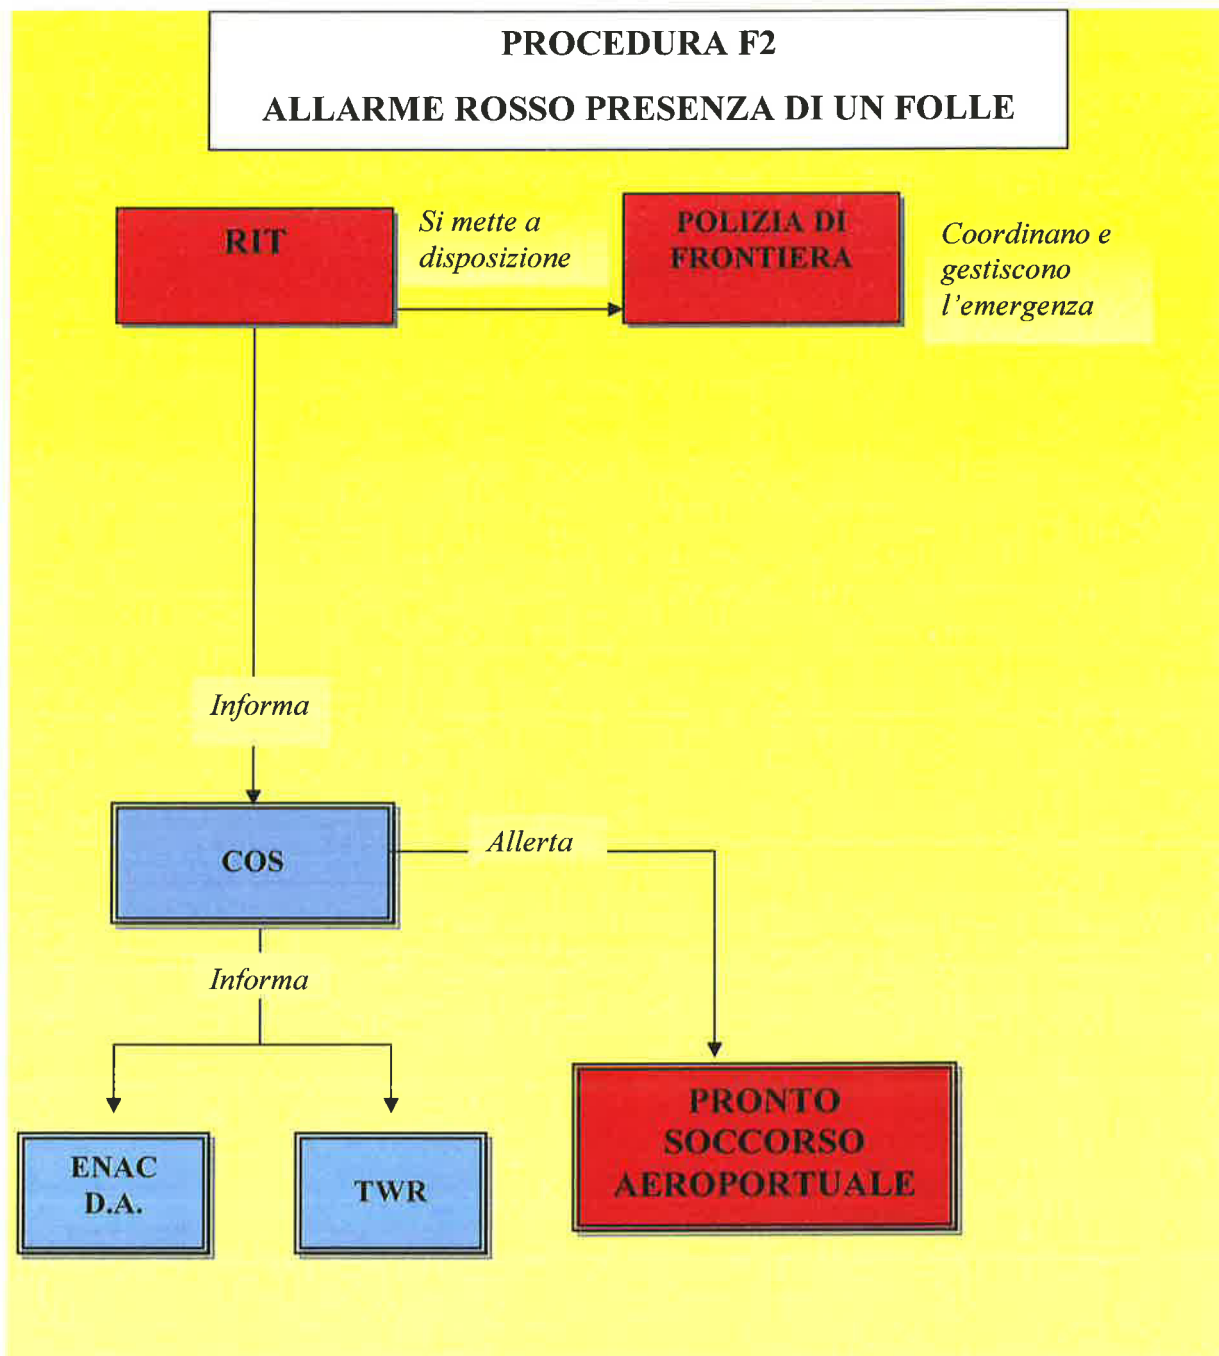 PROCEDURA F2
ALLARME ROSSO PRESENZA DI UN FOLLE
RIT
Si mette a
disposizione
POLIZIA DI
FRONTIERA
Coordinano e
gestiscono
l'emergenza
Informa
COS
Allerta
Informa
PRONTO
SOCCORSO
AEROPORTUALE
ENAC
D.A.
TWR